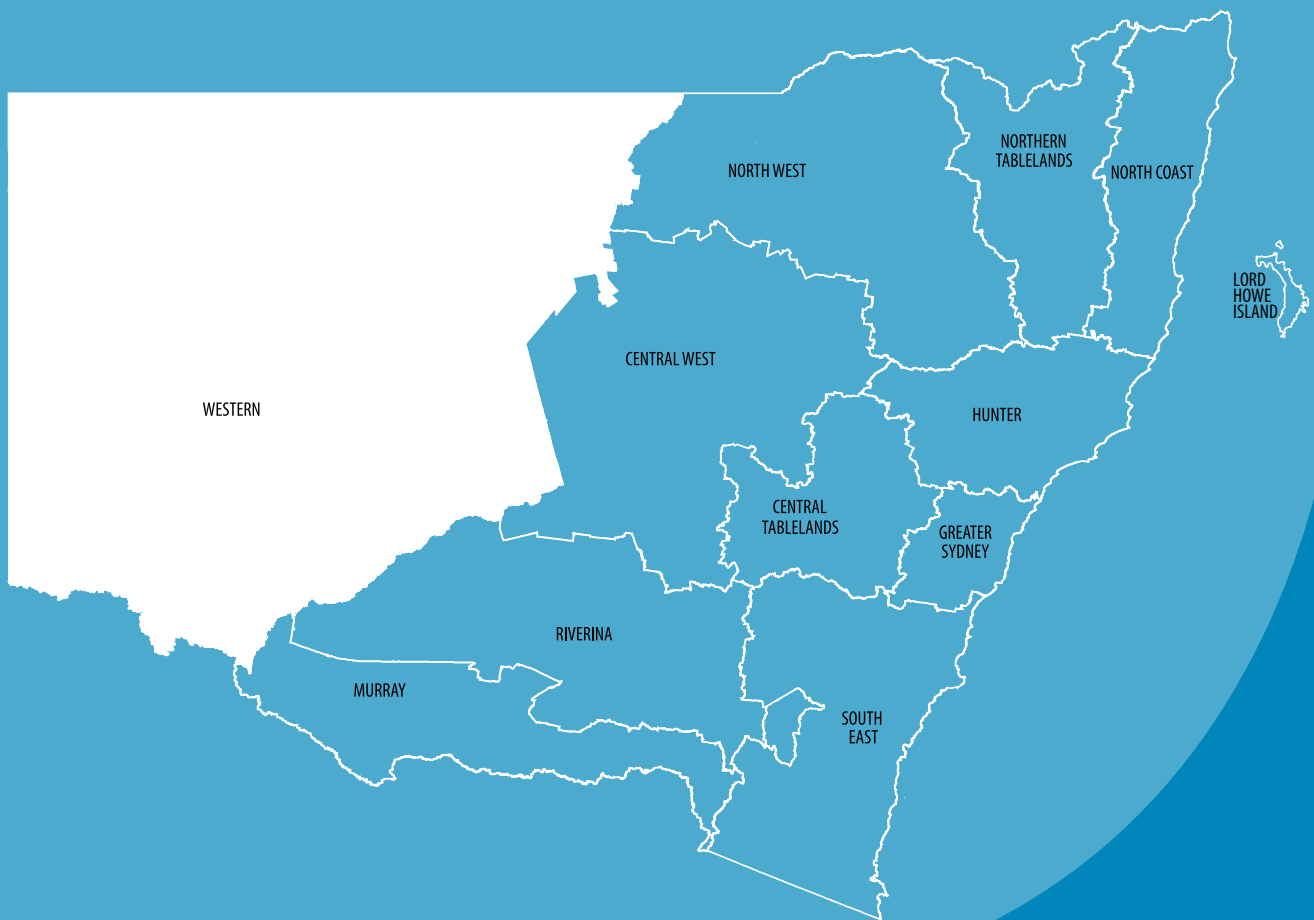 NORTHERN
TABLELANDS
NORTH WEST
NORTH COAST
LORD
HOWE
ISLAND
CENTRAL WEST
WESTERN
HUNTER
CENTRAL
TABLELANDS
GREATER
SYDNEY
RIVERINA
MURRAY
SOUTH
EAST